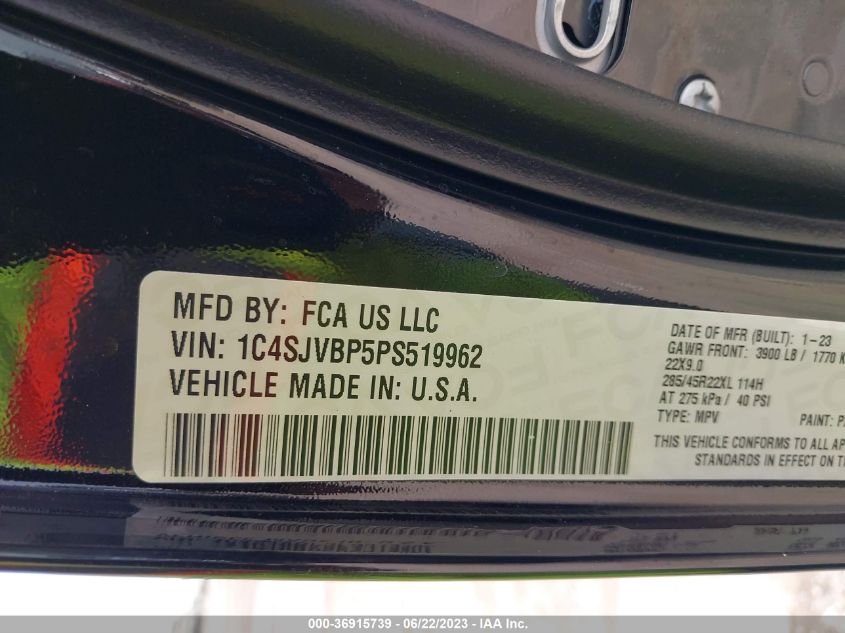 MFD BY: FCA US LLC
VIN: 1C4SJVBP5PS519962
VEHICLE MADE IN: U.S.A.
DATE OF MFR (BUILT): 1-23
GAWR FRONT: 3900 LB / 1770 K
22X9.0
285/45R22XL 114H
AT 275 kPa / 40 PSI
TYPE: MPV PAINT: P
THIS VEHICLE CONFORMS TO ALL AP
STANDARDS IN EFFECT ON T
000-36915739 - 06/22/2023 - © IAA Inc.